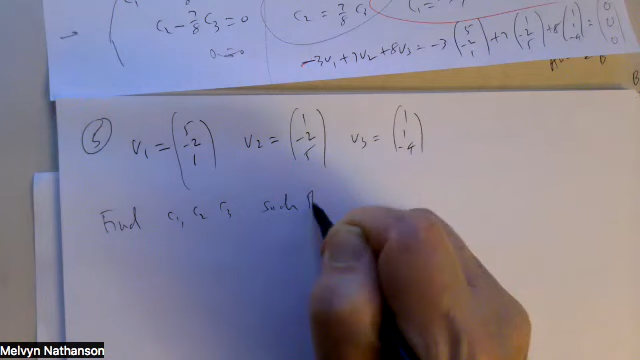 c₂ - 7/8 c₃ = 0
c₂ = 7/8 c₃
-3v₁ + 7v₂ + 8v₃ = -3 (5 -2 1) + 7 (1 -2 5) + 8 (1 1 -4) = (0 0 0)
⑤ v₁ = (5 -2 1) v₂ = (1 -2 5) v₃ = (1 1 -4)
Find c₁, c₂ c₃ such
Melvyn Nathanson